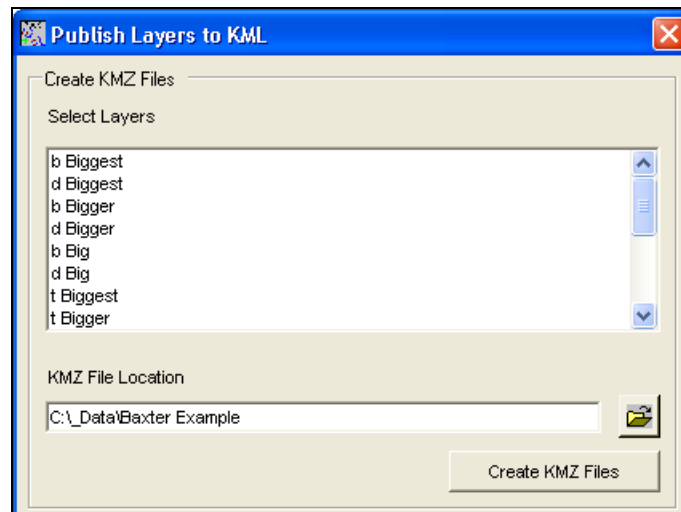 Publish Layers to KML
Create KMZ Files
Select Layers
b Biggest
d Biggest
b Bigger
d Bigger
b Big
d Big
t Biggest
t Bigger
KMZ File Location
C:\_Data\Baxter Example
Create KMZ Files